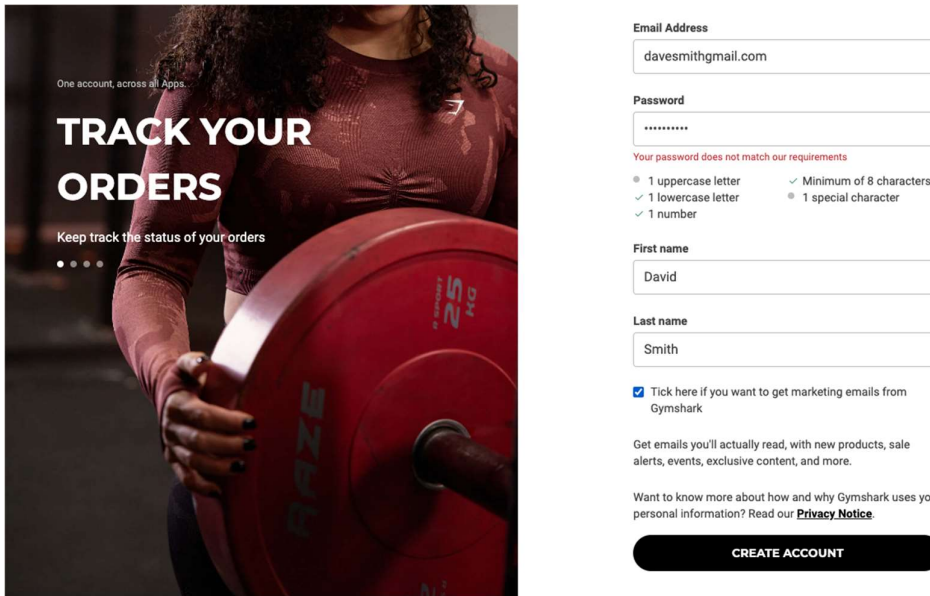 One account, across all Apps.
TRACK YOUR
ORDERS
Keep track the status of your orders
B SPORT
25
KG
RAZE
Email Address
davesmithgmail.com
Password
••••••••••
Your password does not match our requirements
1 uppercase letter
1 lowercase letter
1 number
Minimum of 8 characters
1 special character
First name
David
Last name
Smith
Tick here if you want to get marketing emails from
Gymshark
Get emails you'll actually read, with new products, sale
alerts, events, exclusive content, and more.
Want to know more about how and why Gymshark uses yo
personal information? Read our Privacy Notice.
CREATE ACCOUNT